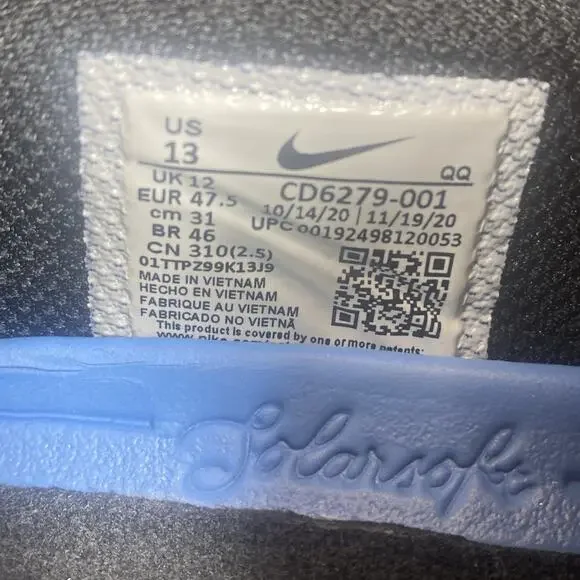 US
13
UK 12
EUR 47.5
cm 31
BR 46
CN 310(2.5)
01TTPZ99K13J9
QQ
CD6279-001
10/14/20 | 11/19/20
UPC 00192498120053
MADE IN VIETNAM
HECHO EN VIETNAM
FABRIQUE AU VIETNAM
FABRICADO NO VIETNÃ
This product is covered by one or more patents:
Solarsoft